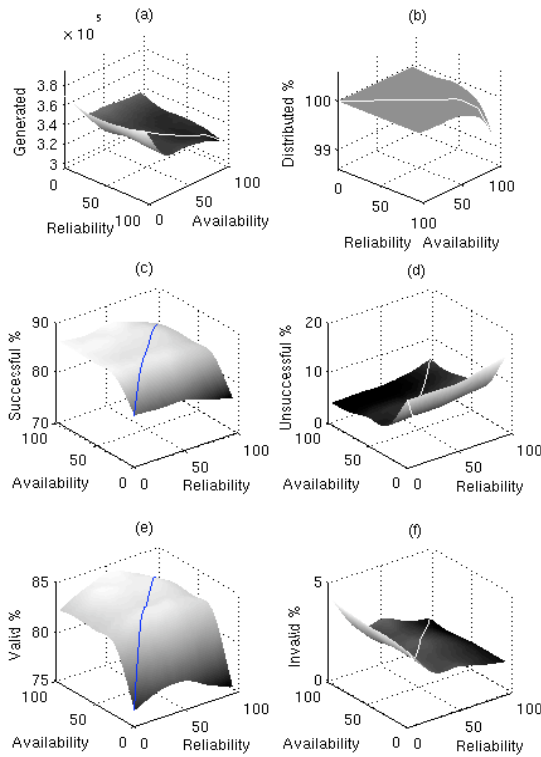 (a)
× 10 5
Generated
3.8
3.6
3.4
3.2
3
0
50
100
Reliability
0
50
100
Availability
(b)
Distributed %
100
99
0
50
100
Reliability
50
100
Availability
(c)
Successful %
90
80
70
100
50
0
Availability
0
50
100
Reliability
(d)
Unsuccessful %
20
10
0
100
50
0
Availability
0
50
100
Reliability
(e)
Valid %
85
80
75
100
50
0
Availability
0
50
100
Reliability
(f)
Invalid %
5
0
100
50
0
Availability
0
50
100
Reliability